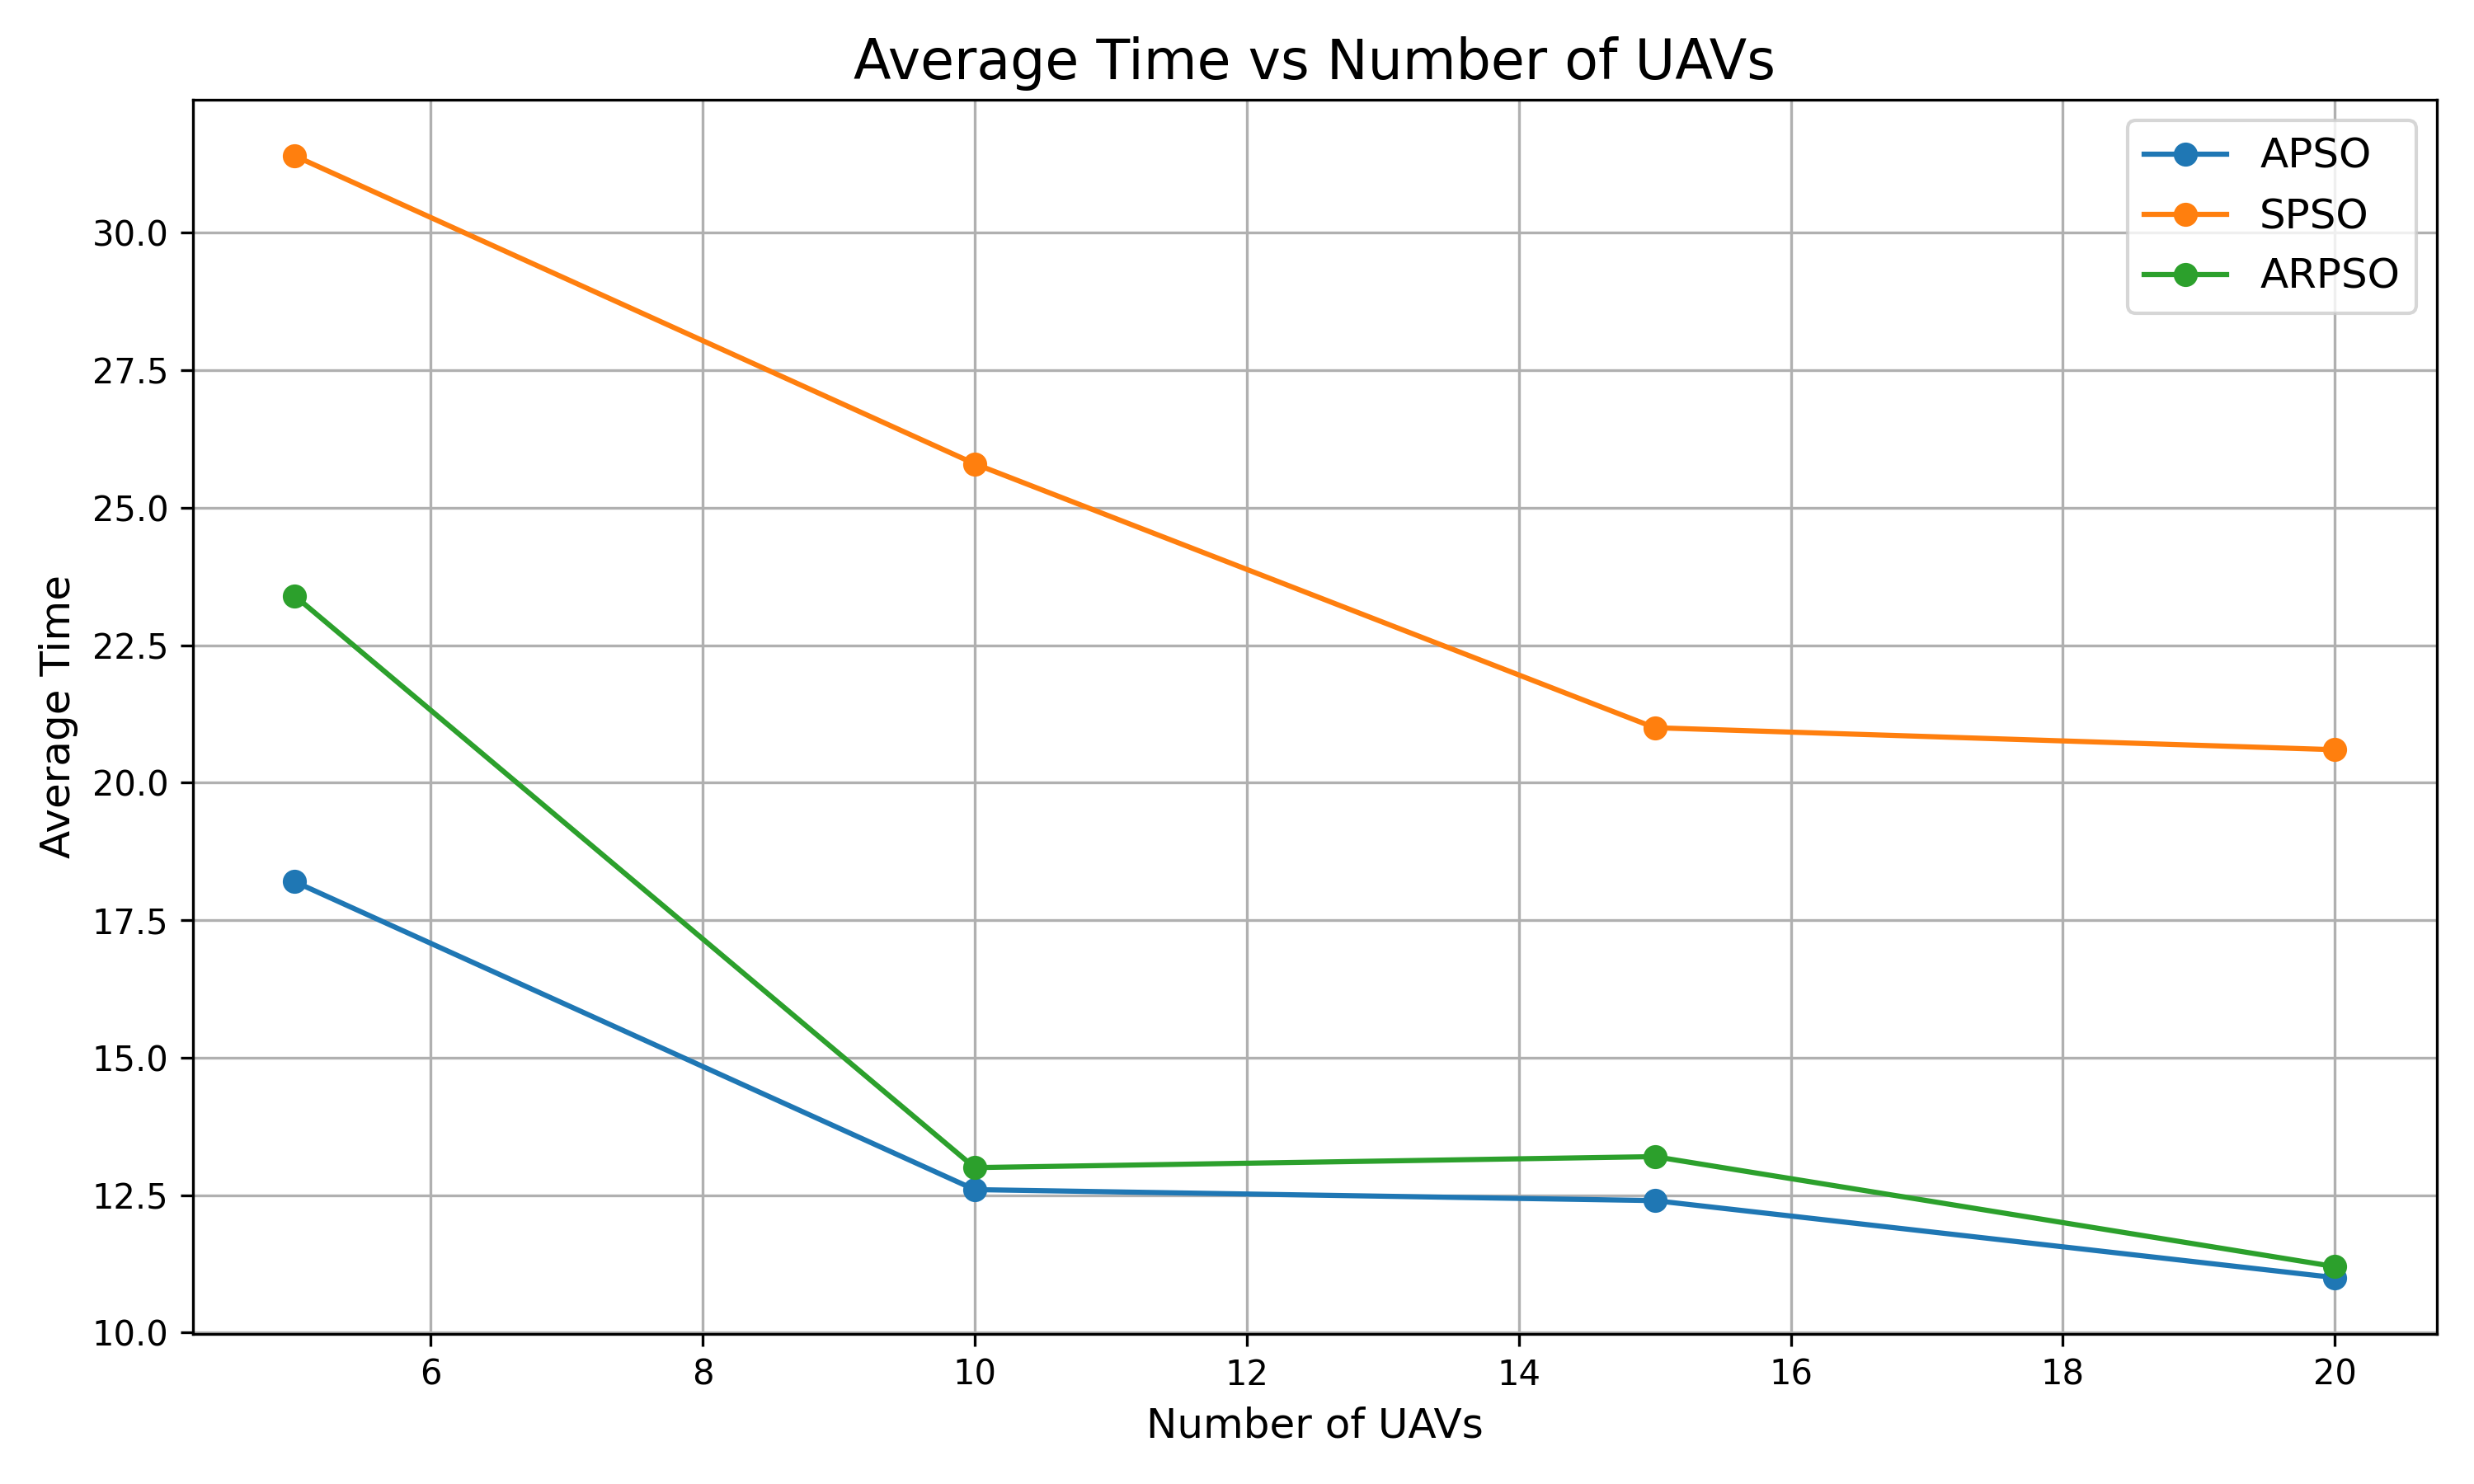 Average Time vs Number of UAVs
APSO
SPSO
ARPSO
30.0
27.5
25.0
22.5
20.0
17.5
15.0
12.5
10.0
Average Time
6 8 10 12 14 16 18 20
Number of UAVs